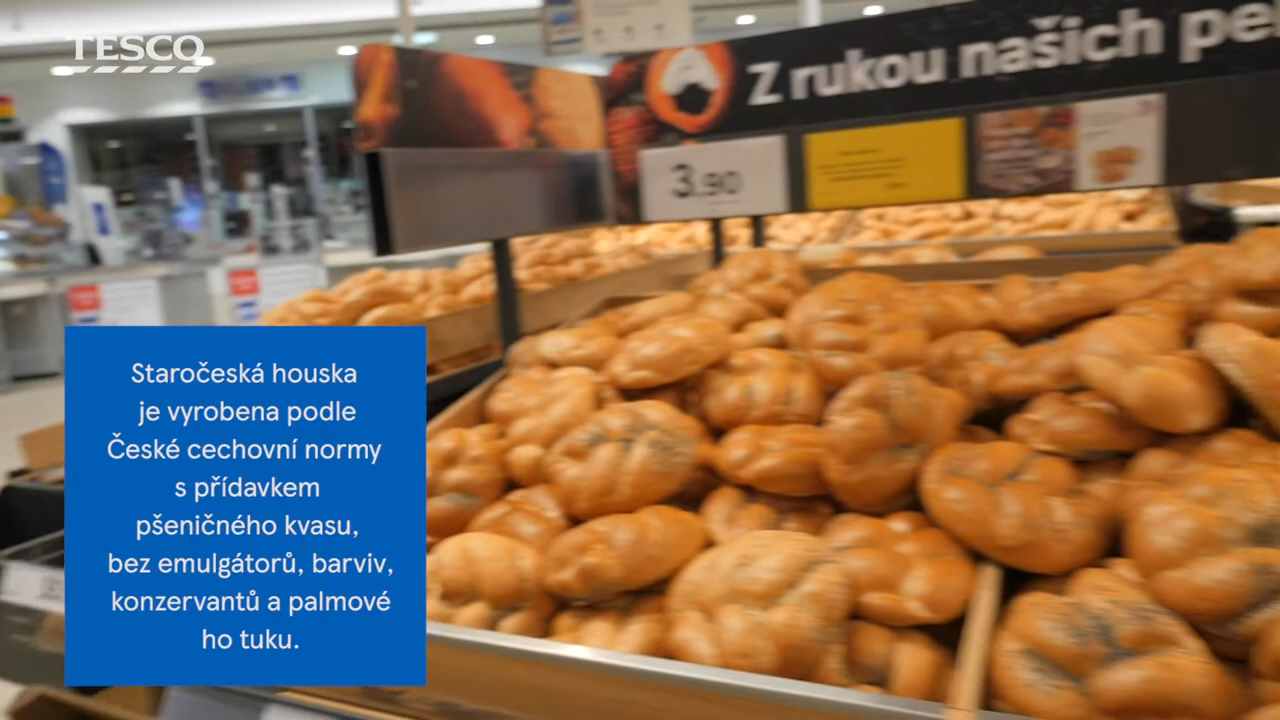 TESCO
Z rukou našich pe
3.90
Staročeská houska
je vyrobena podle
České cechovní normy
s přídavkem
pšeničného kvasu,
bez emulgátorů, barviv,
konzervantů a palmové
ho tuku.